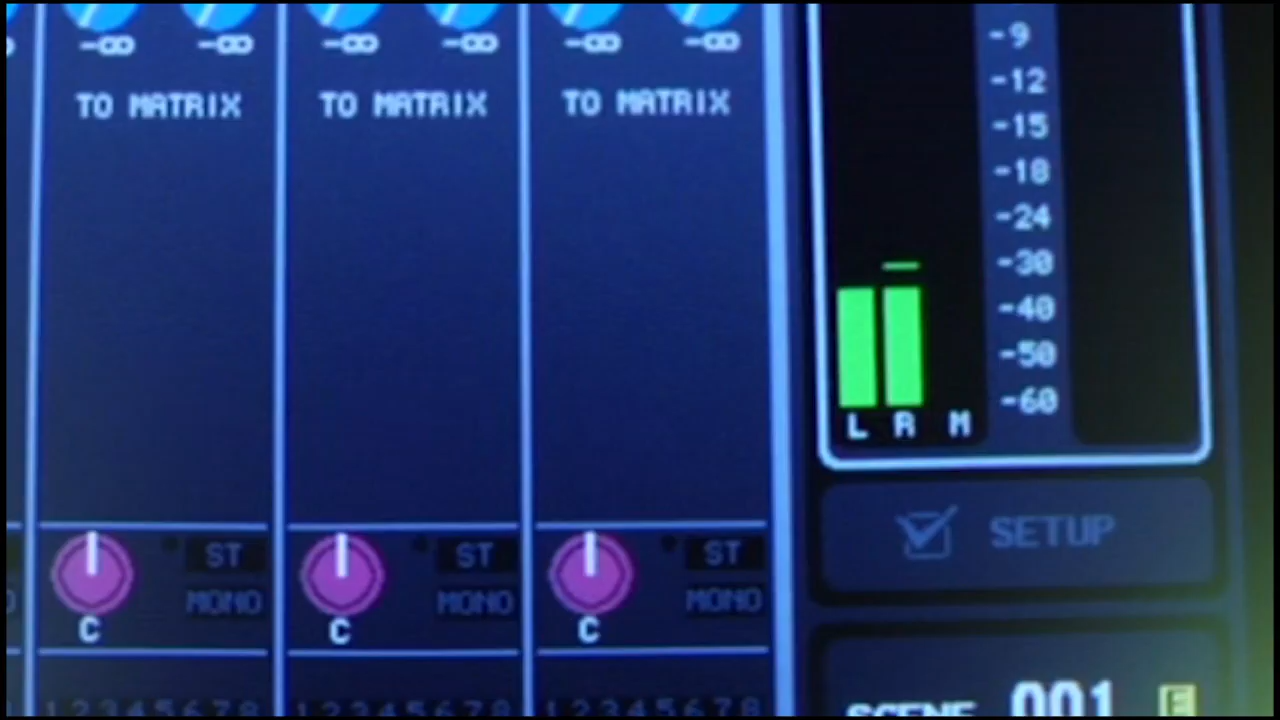 -∞ -∞ -∞ -∞ -∞ -∞
TO MATRIX TO MATRIX TO MATRIX
-9
-12
-15
-18
-24
-30
-40
-50
-60
L R M
SETUP
ST ST ST
MONO MONO MONO
C C C
SCENE 001
12345678 12345678 12345678